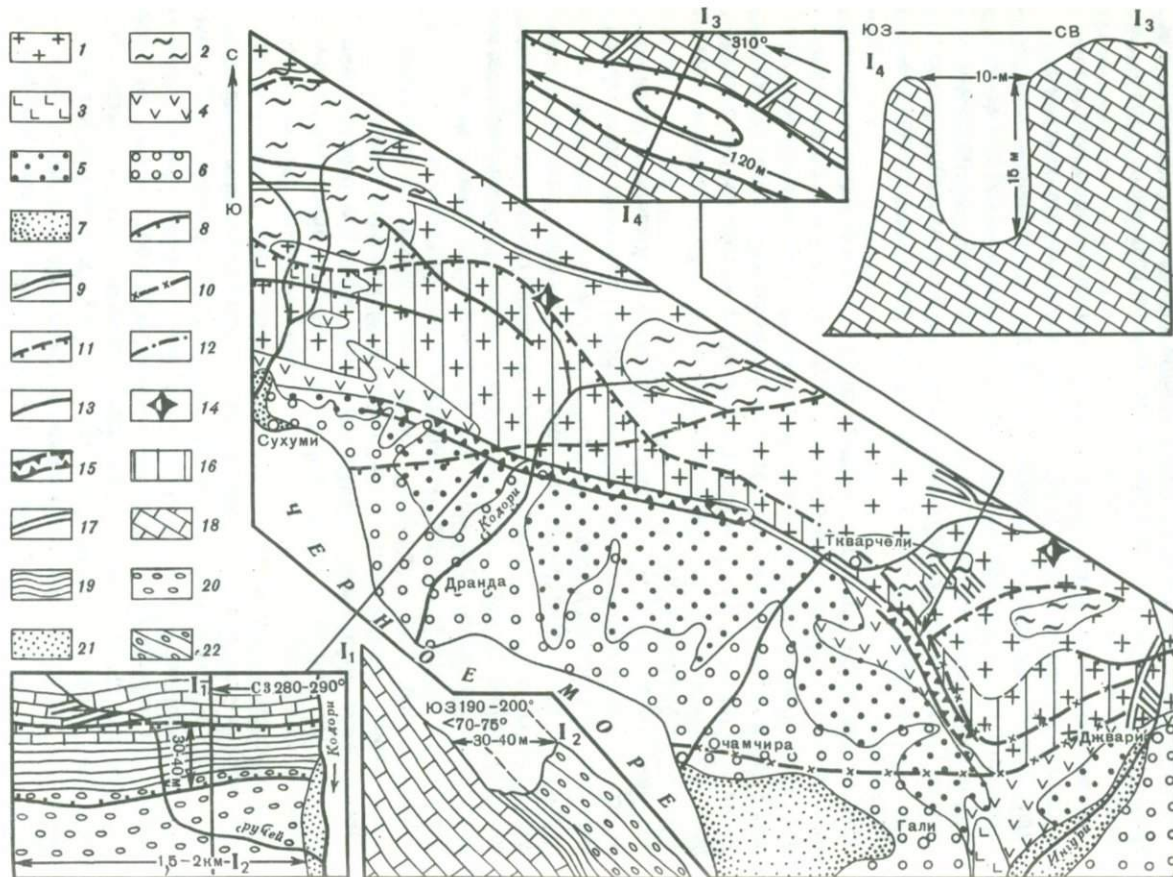 1
2
3
4
5
6
7
8
9
10
11
12
13
14
15
16
17
18
19
20
21
22
С
Ю
I₃
310°
120 м
I₄
ЮЗ
СВ
I₃
I₄
10 м
15 м
Сухуми
Кодори
Дранда
Ткварчели
ЧЕРНОЕ МОРЕ
Очамчира
Джвари
Гали
Ингури
I₁
СЗ 280-290°
30-40 м
Кодори
ручей
1,5-2 км
I₂
I₁
ЮЗ 190-200°
<70-75°
30-40 м
I₂